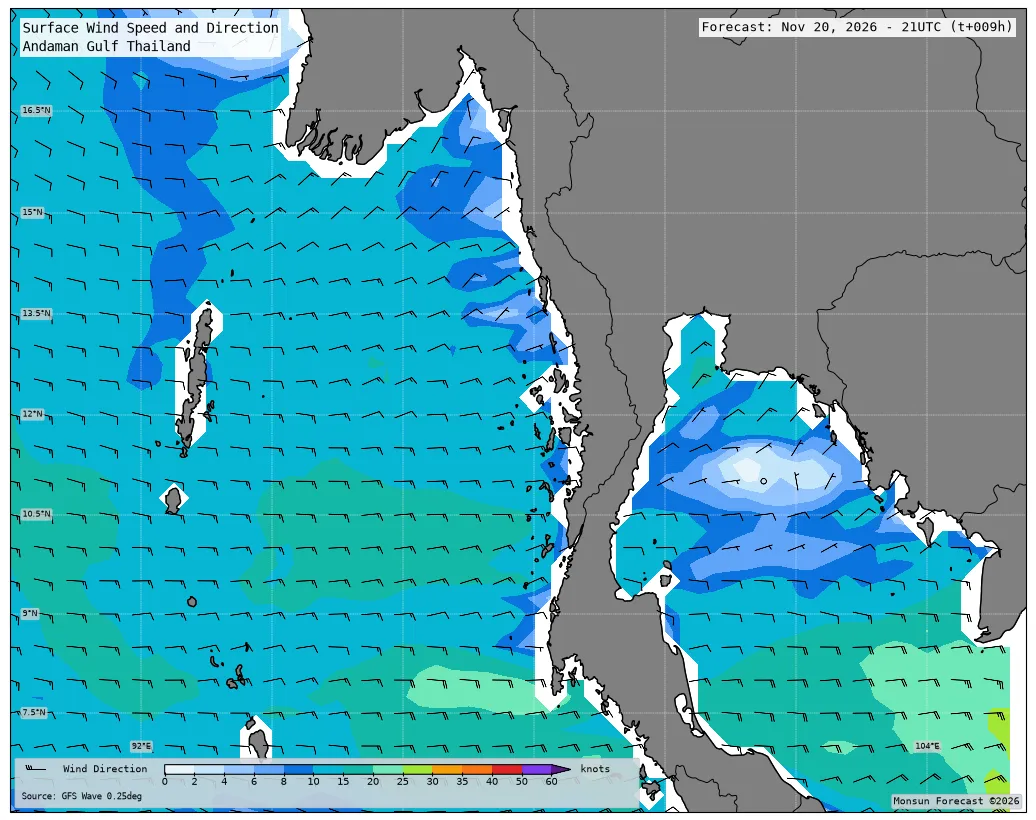 Surface Wind Speed and Direction
Andaman Gulf Thailand
Forecast: Nov 20, 2026 - 21UTC (t+009h)
16.5°N
15°N
13.5°N
12°N
10.5°N
9°N
7.5°N
92°E
104°E
Wind Direction
0 2 4 6 8 10 15 20 25 30 35 40 50 60
knots
Source: GFS Wave 0.25deg
Monsun Forecast ©2026